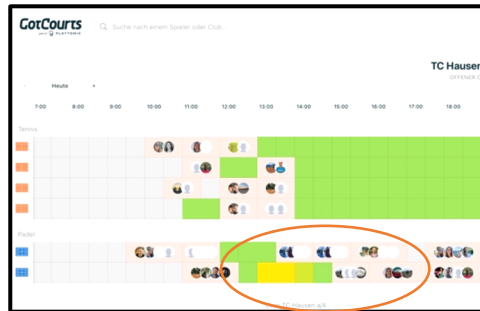 GotCourts
Suche nach einem Spieler oder Club
TC Hausen
OFFENER
Heute
7:00 8:00 9:00 10:00 11:00 12:00 13:00 14:00 15:00 16:00 17:00 18:00
Tennis
Padel
TC Hausen a/A